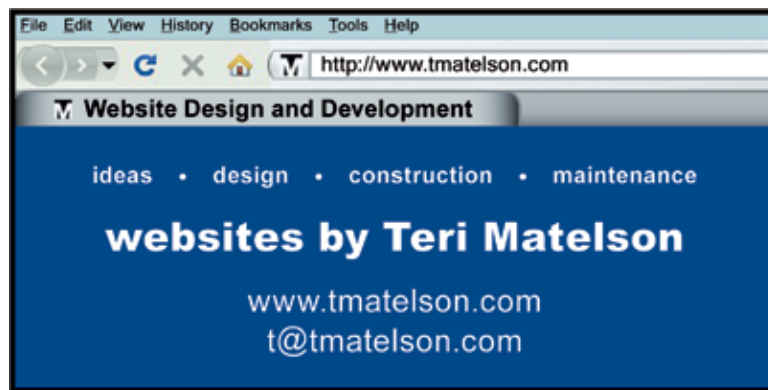 File Edit View History Bookmarks Tools Help
http://www.tmatelson.com
Website Design and Development
ideas • design • construction • maintenance
websites by Teri Matelson
www.tmatelson.com
t@tmatelson.com